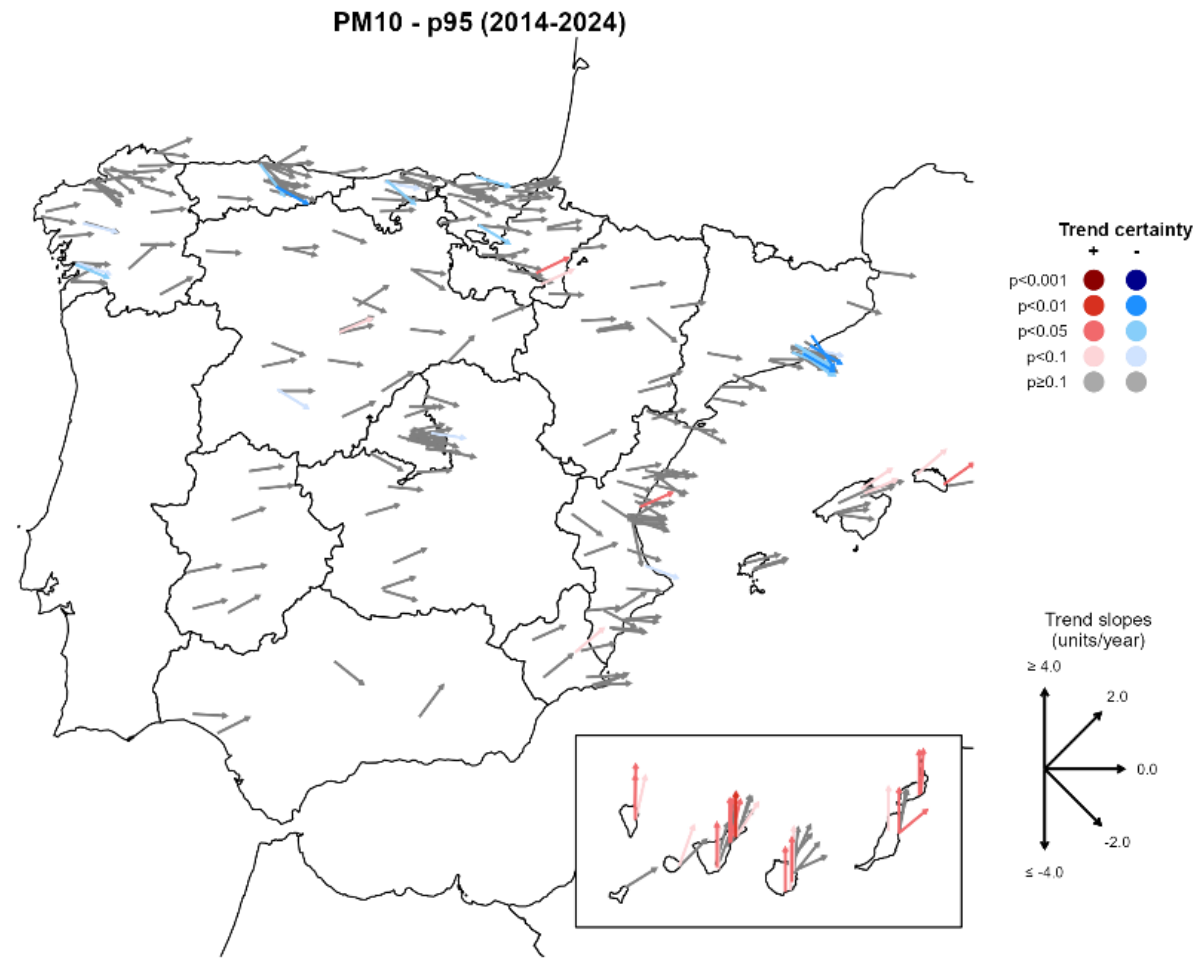 PM10 - p95 (2014-2024)
Trend certainty
+ -
p<0.001
p<0.01
p<0.05
p<0.1
p≥0.1
Trend slopes
(units/year)
≥ 4.0
2.0
0.0
-2.0
≤ -4.0